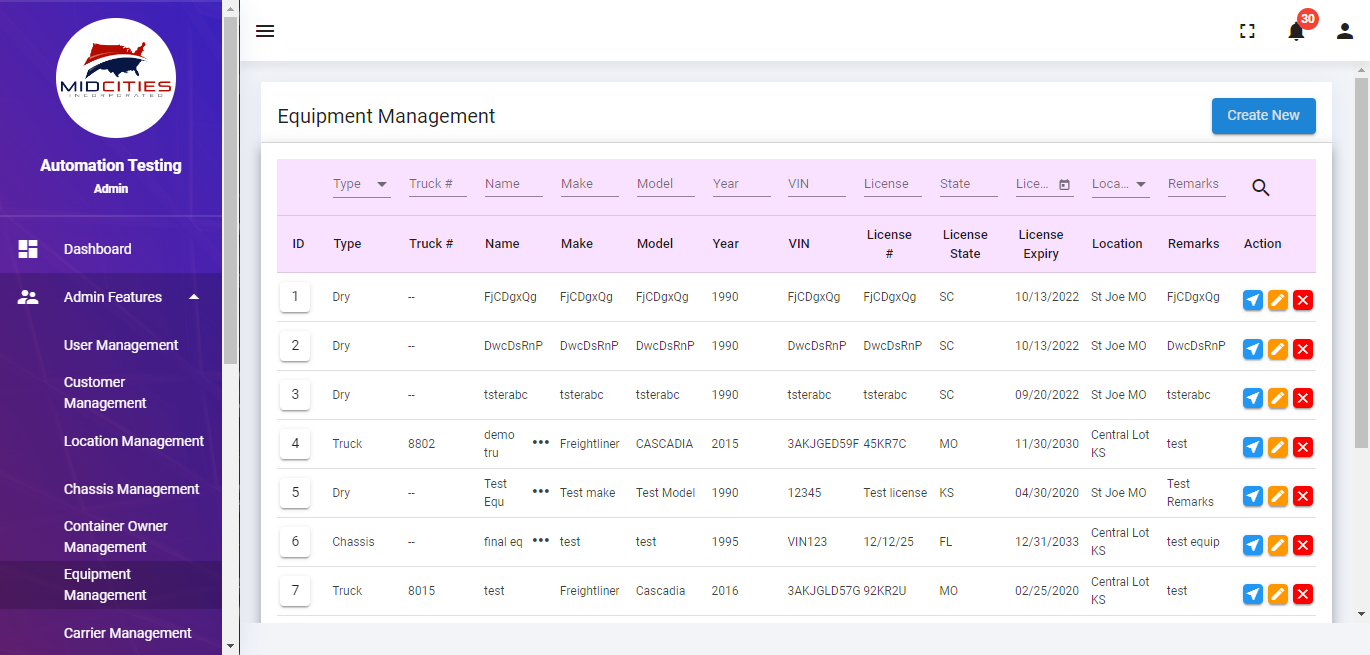 30
MIDCITIES
INCORPORATED
Automation Testing
Admin
Dashboard
Admin Features
User Management
Customer
Management
Location Management
Chassis Management
Container Owner
Management
Equipment
Management
Carrier Management
Equipment Management
Create New
Type Truck # Name Make Model Year VIN License State Lice... Loca... Remarks
ID Type Truck # Name Make Model Year VIN License # License State License Expiry Location Remarks Action
1 Dry -- FjCDgxQg FjCDgxQg FjCDgxQg 1990 FjCDgxQg FjCDgxQg SC 10/13/2022 St Joe MO FjCDgxQg
2 Dry -- DwcDsRnP DwcDsRnP DwcDsRnP 1990 DwcDsRnP DwcDsRnP SC 10/13/2022 St Joe MO DwcDsRnP
3 Dry -- tsterabc tsterabc tsterabc 1990 tsterabc tsterabc SC 09/20/2022 St Joe MO tsterabc
4 Truck 8802 demo tru ••• Freightliner CASCADIA 2015 3AKJGED59F 45KR7C MO 11/30/2030 Central Lot KS test
5 Dry -- Test Equ ••• Test make Test Model 1990 12345 Test license KS 04/30/2020 St Joe MO Test Remarks
6 Chassis -- final eq ••• test test 1995 VIN123 12/12/25 FL 12/31/2033 Central Lot KS test equip
7 Truck 8015 test Freightliner Cascadia 2016 3AKJGLD57G 92KR2U MO 02/25/2020 Central Lot KS test